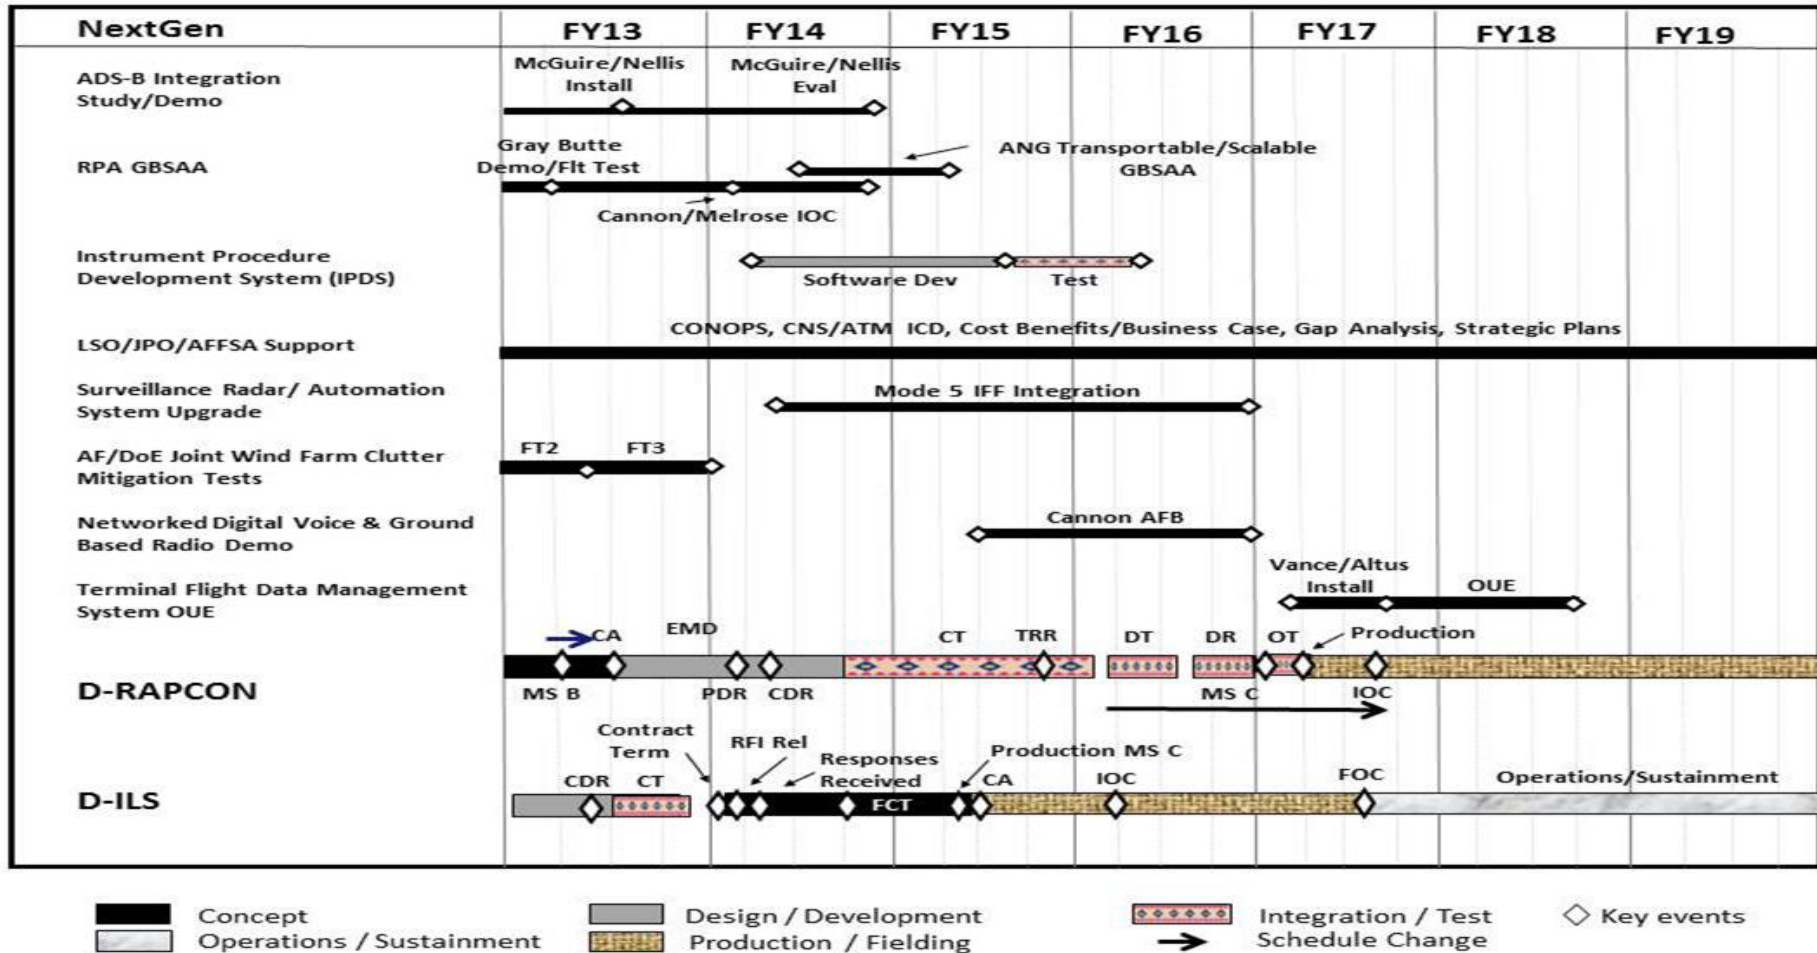 NextGen FY13 FY14 FY15 FY16 FY17 FY18 FY19
ADS-B Integration
Study/Demo
McGuire/Nellis
Install
McGuire/Nellis
Eval
RPA GBSAA
Gray Butte
Demo/Flt Test
Cannon/Melrose IOC
ANG Transportable/Scalable
GBSAA
Instrument Procedure
Development System (IPDS)
Software Dev
Test
LSO/JPO/AFFSA Support
CONOPS, CNS/ATM ICD, Cost Benefits/Business Case, Gap Analysis, Strategic Plans
Surveillance Radar/ Automation
System Upgrade
Mode 5 IFF Integration
AF/DoE Joint Wind Farm Clutter
Mitigation Tests
FT2
FT3
Networked Digital Voice & Ground
Based Radio Demo
Cannon AFB
Terminal Flight Data Management
System OUE
Vance/Altus
Install
OUE
D-RAPCON
CA
EMD
CT
TRR
DT
DR
OT
Production
MS B
PDR
CDR
MS C
IOC
D-ILS
CDR
CT
Contract
Term
RFI Rel
Responses
Received
FCT
Production MS C
CA
IOC
FOC
Operations/Sustainment
Concept
Design / Development
Integration / Test
Key events
Operations / Sustainment
Production / Fielding
Schedule Change